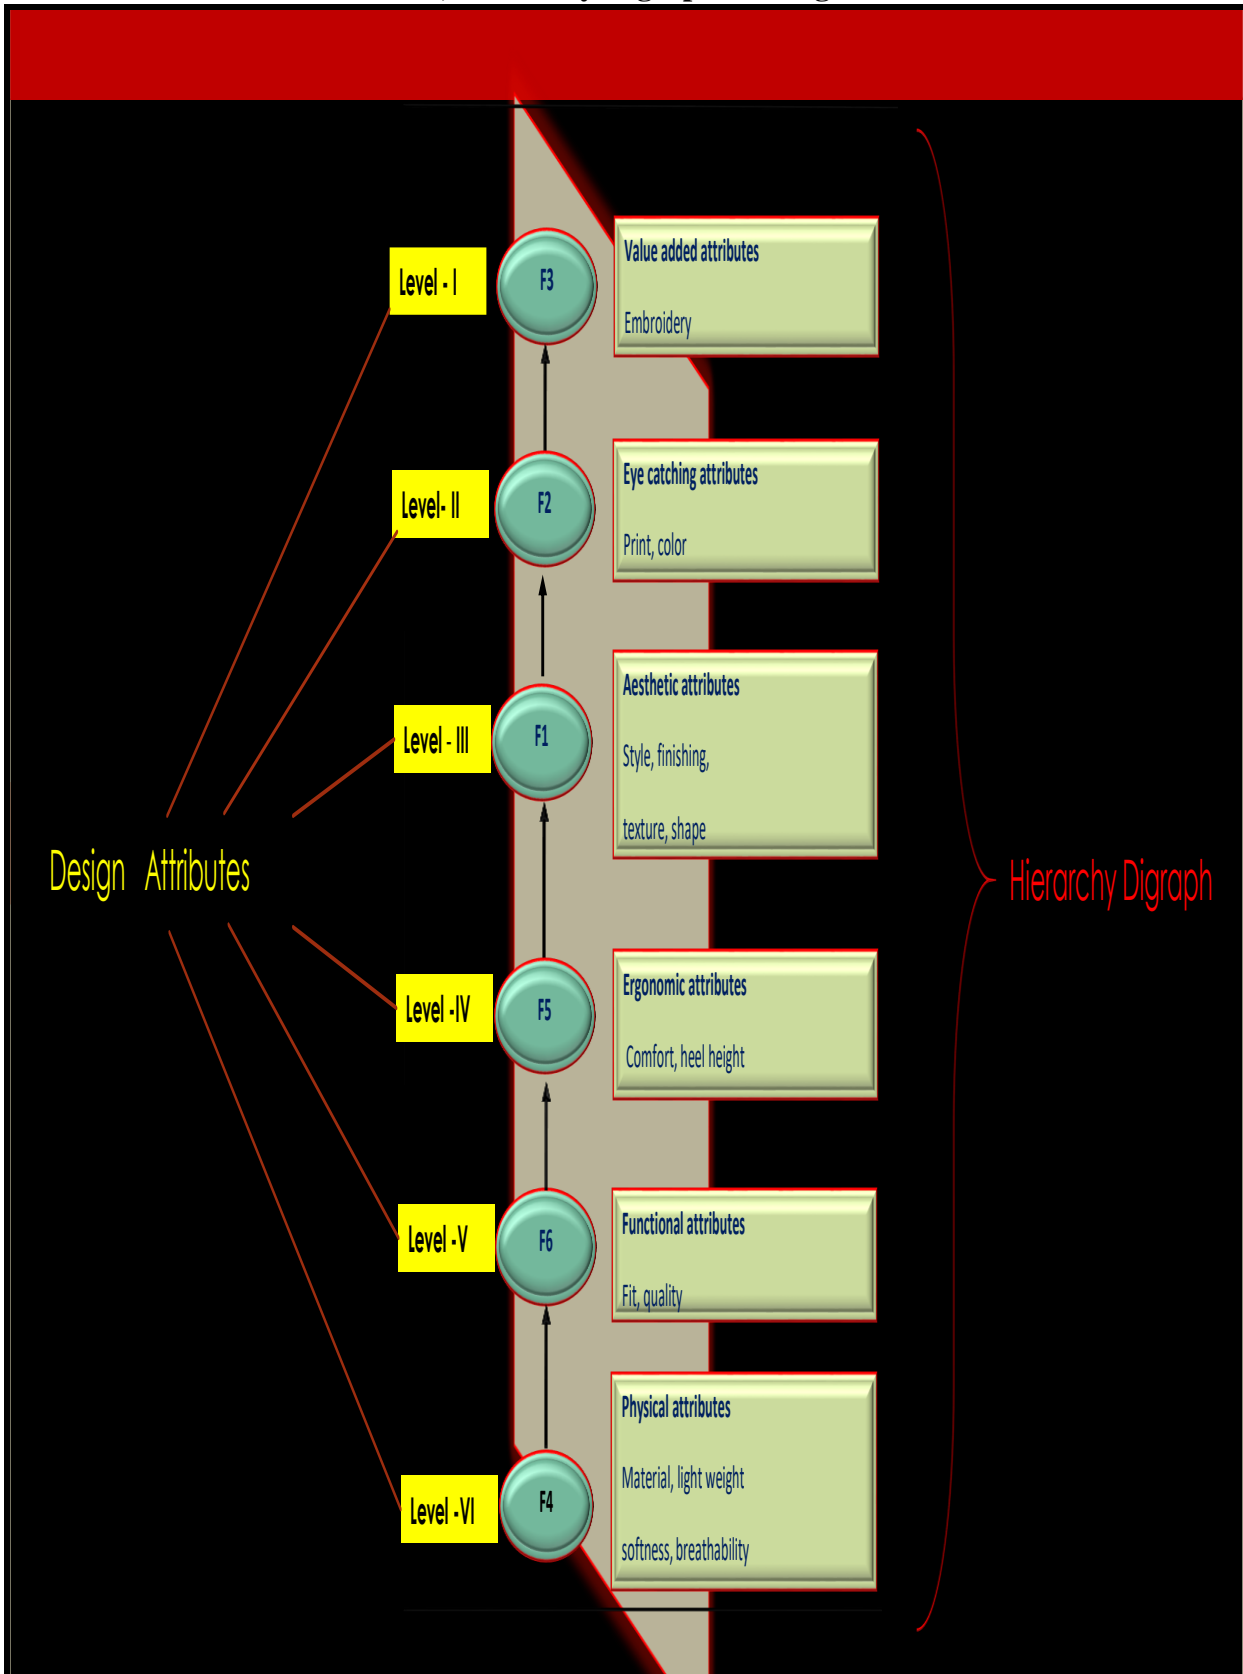 Level - I
F3
Value added attributes
Embroidery
Level- II
F2
Eye catching attributes
Print, color
Level - III
F1
Aesthetic attributes
Style, finishing,
texture, shape
Design Attributes
Hierarchy Digraph
Level -IV
F5
Ergonomic attributes
Comfort, heel height
Level -V
F6
Functional attributes
Fit, quality
Level -VI
F4
Physical attributes
Material, light weight
softness, breathability